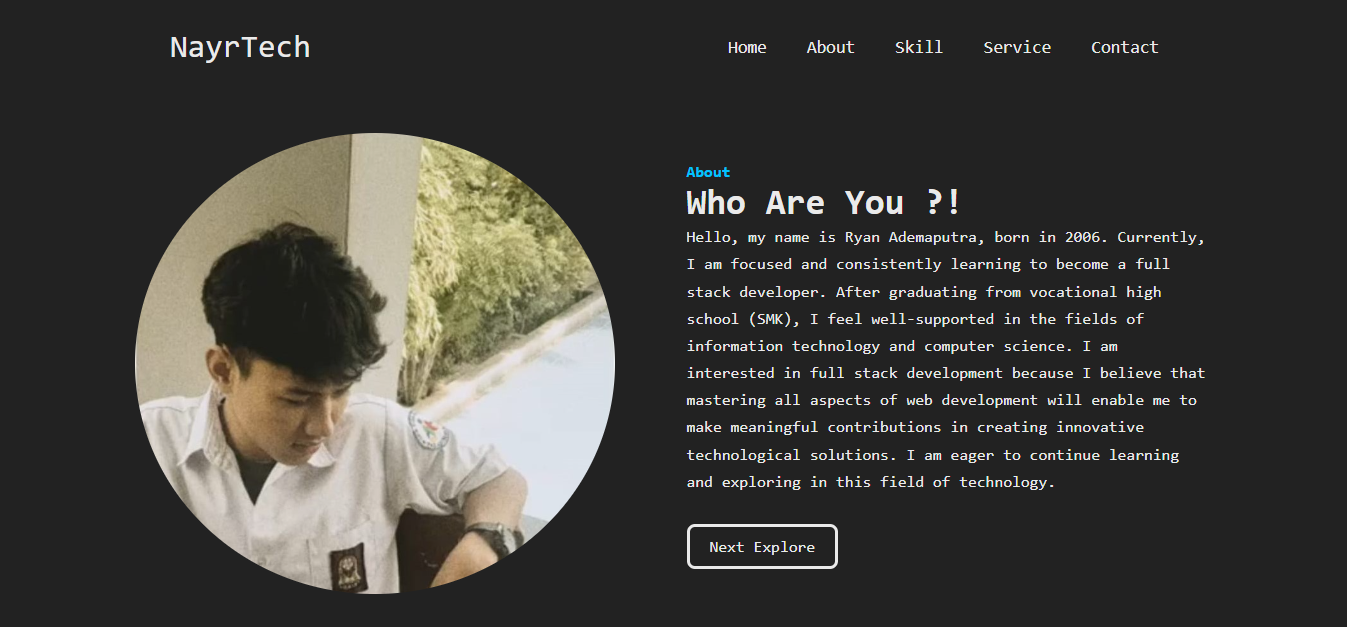 NayrTech
Home About Skill Service Contact
About
Who Are You ?!
Hello, my name is Ryan Ademaputra, born in 2006. Currently,
I am focused and consistently learning to become a full
stack developer. After graduating from vocational high
school (SMK), I feel well-supported in the fields of
information technology and computer science. I am
interested in full stack development because I believe that
mastering all aspects of web development will enable me to
make meaningful contributions in creating innovative
technological solutions. I am eager to continue learning
and exploring in this field of technology.
Next Explore